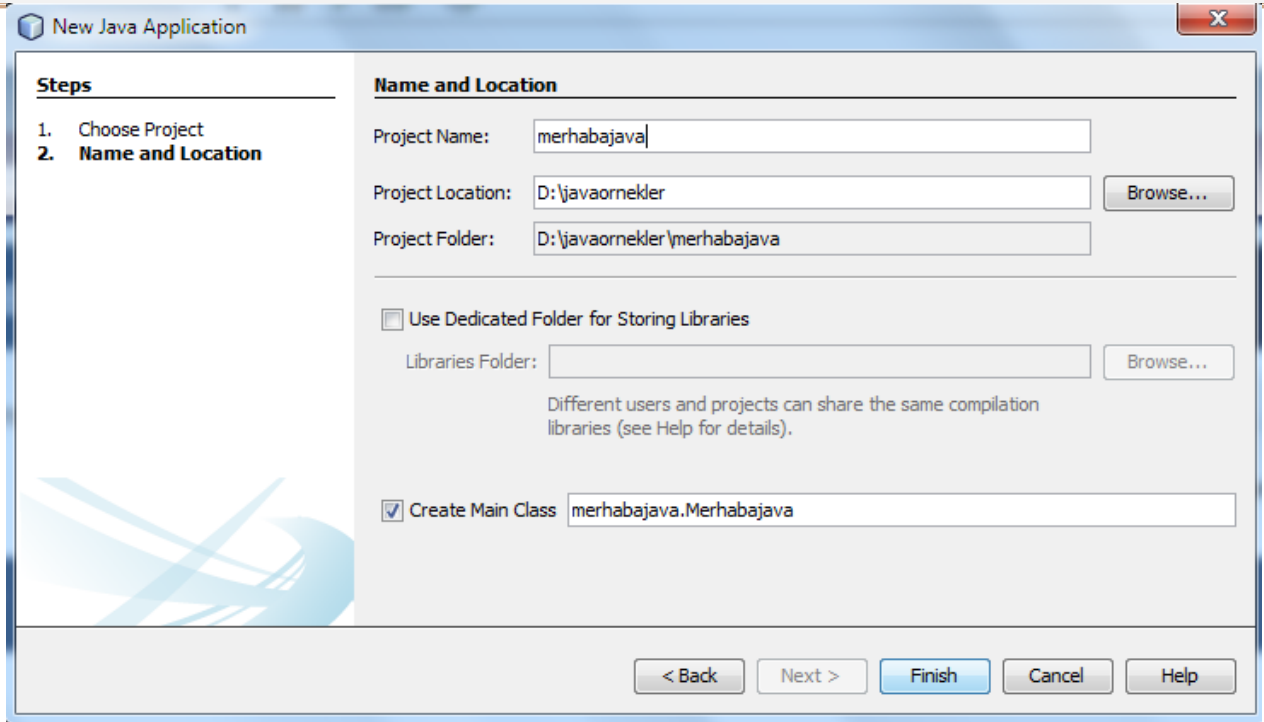 New Java Application
Steps
1. Choose Project
2. Name and Location
Name and Location
Project Name: merhabajava
Project Location: D:\javaornekler Browse...
Project Folder: D:\javaornekler\merhabajava
Use Dedicated Folder for Storing Libraries
Libraries Folder: Browse...
Different users and projects can share the same compilation
libraries (see Help for details).
Create Main Class merhabajava.Merhabajava
< Back Next > Finish Cancel Help